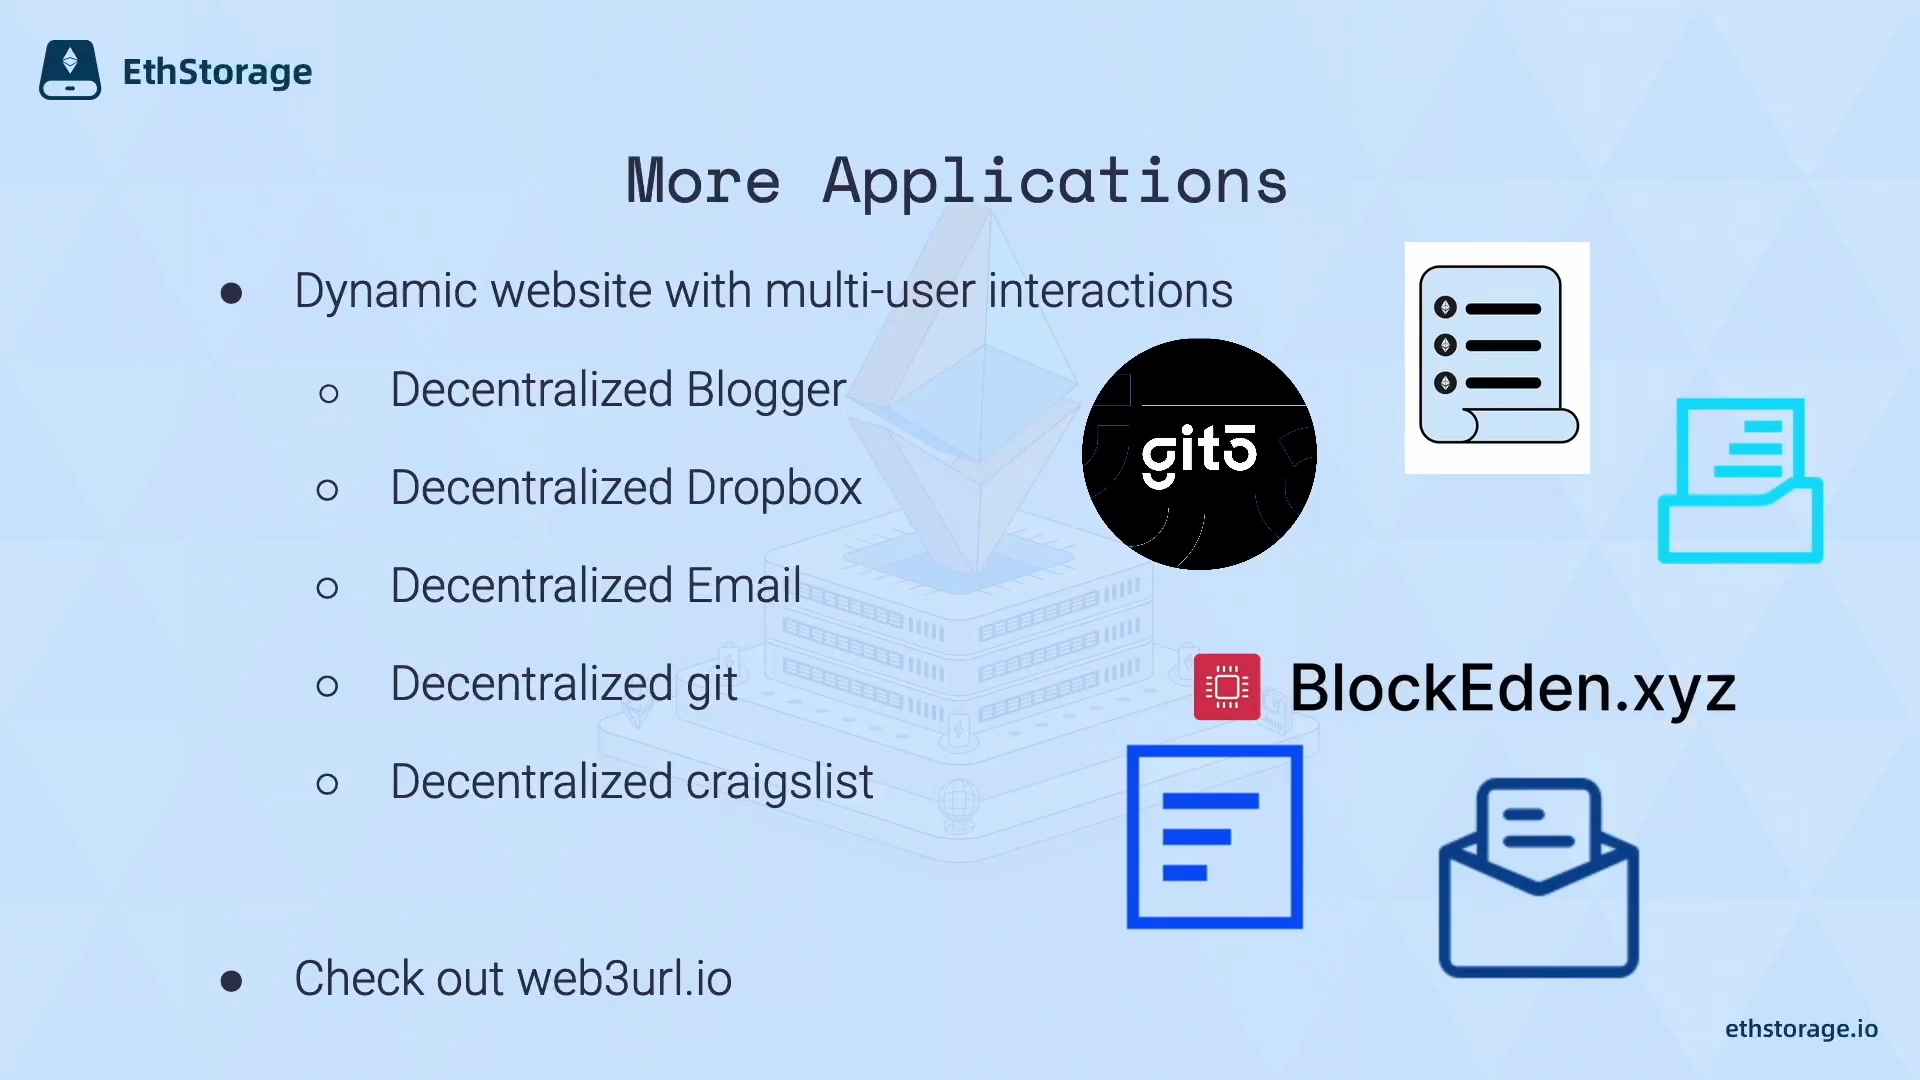 EthStorage
More Applications
● Dynamic website with multi-user interactions
○ Decentralized Blogger
○ Decentralized Dropbox
○ Decentralized Email
○ Decentralized git
○ Decentralized craigslist
● Check out web3url.io
git3
BlockEden.xyz
ethstorage.io